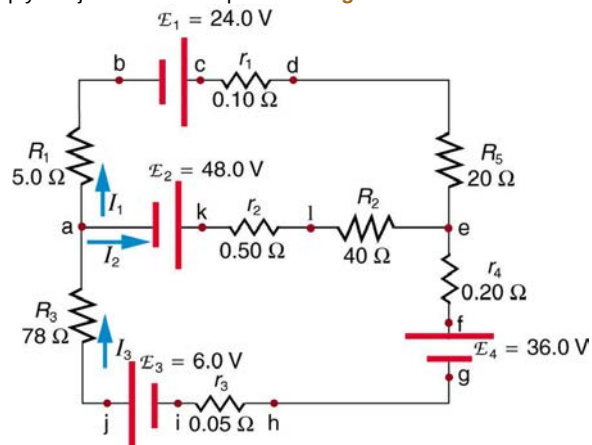 ℰ₁ = 24.0 V
b
c
r₁
d
0.10 Ω
R₁
5.0 Ω
R₅
20 Ω
ℰ₂ = 48.0 V
I₁
k
r₂
l
R₂
a
e
I₂
0.50 Ω
40 Ω
r₄
0.20 Ω
R₃
78 Ω
f
I₃
ℰ₃ = 6.0 V
ℰ₄ = 36.0 V
r₃
g
j
i
0.05 Ω
h